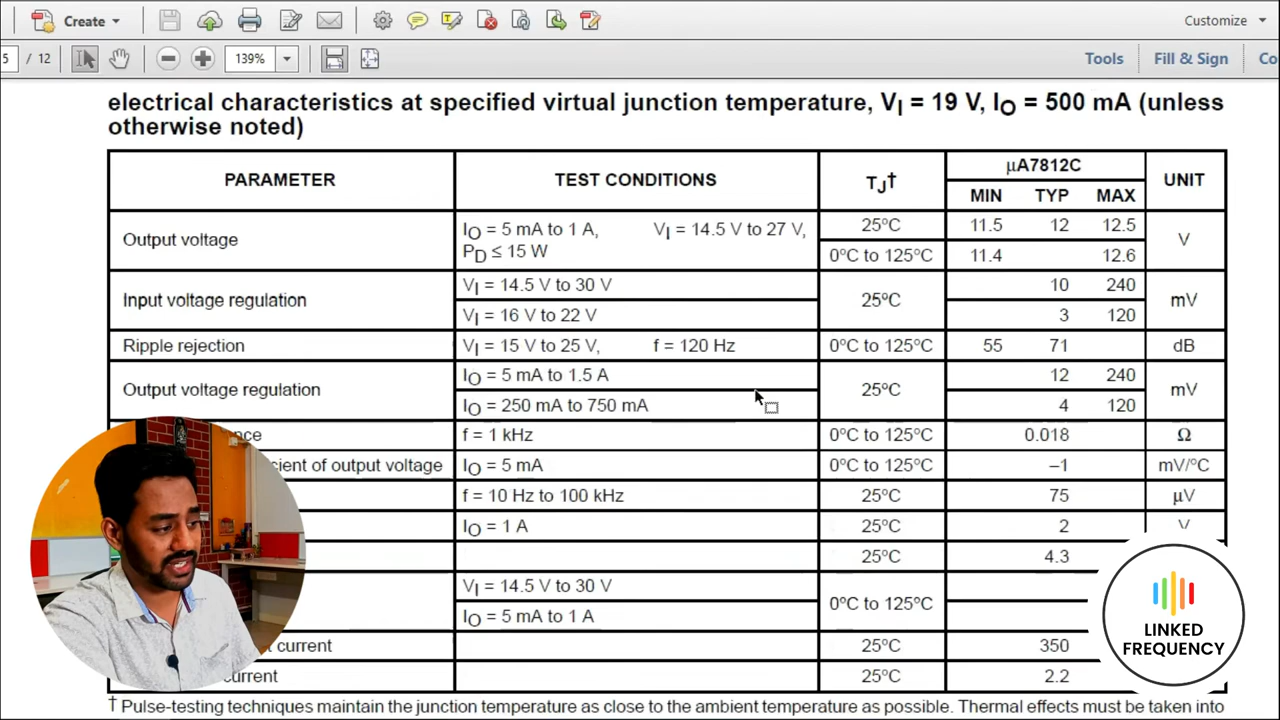 Create
Customize
5 / 12
139%
Tools
Fill & Sign
Co
electrical characteristics at specified virtual junction temperature, VI = 19 V, IO = 500 mA (unless
otherwise noted)
PARAMETER TEST CONDITIONS TJ† µA7812C UNIT
MIN TYP MAX
Output voltage IO = 5 mA to 1 A, VI = 14.5 V to 27 V, PD ≤ 15 W 25°C 11.5 12 12.5 V
0°C to 125°C 11.4 12.6
Input voltage regulation VI = 14.5 V to 30 V 25°C 10 240 mV
VI = 16 V to 22 V 3 120
Ripple rejection VI = 15 V to 25 V, f = 120 Hz 0°C to 125°C 55 71 dB
Output voltage regulation IO = 5 mA to 1.5 A 25°C 12 240 mV
IO = 250 mA to 750 mA 4 120
f = 1 kHz 0°C to 125°C 0.018 Ω
of output voltage IO = 5 mA 0°C to 125°C –1 mV/°C
f = 10 Hz to 100 kHz 25°C 75 µV
IO = 1 A 25°C 2 V
25°C 4.3
VI = 14.5 V to 30 V 0°C to 125°C
IO = 5 mA to 1 A
current 25°C 350
current 25°C 2.2
† Pulse-testing techniques maintain the junction temperature as close to the ambient temperature as possible. Thermal effects must be taken into
LINKED
FREQUENCY